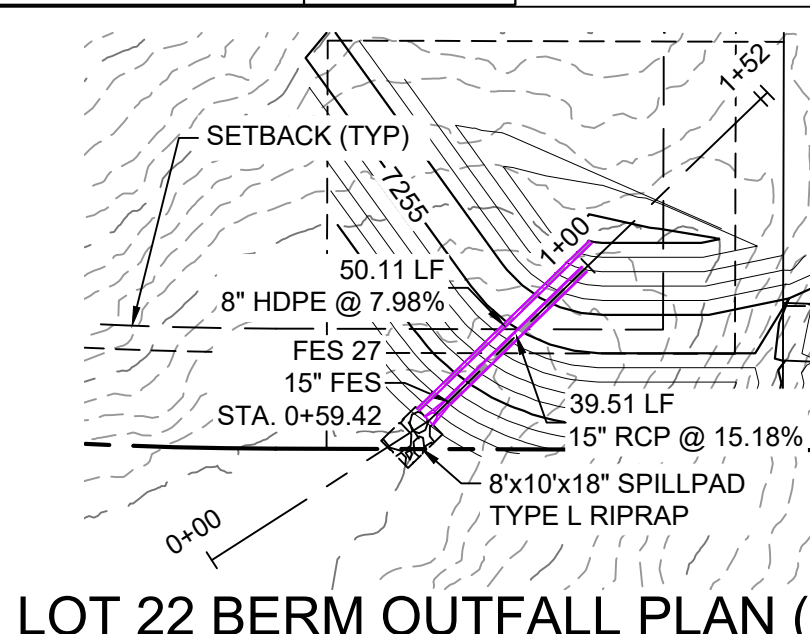 1+52
SETBACK (TYP)
7255
1+00
50.11 LF
8" HDPE @ 7.98%
FES 27
15" FES
STA. 0+59.42
39.51 LF
15" RCP @ 15.18%
8'x10'x18" SPILLPAD
TYPE L RIPRAP
0+00
LOT 22 BERM OUTFALL PLAN (